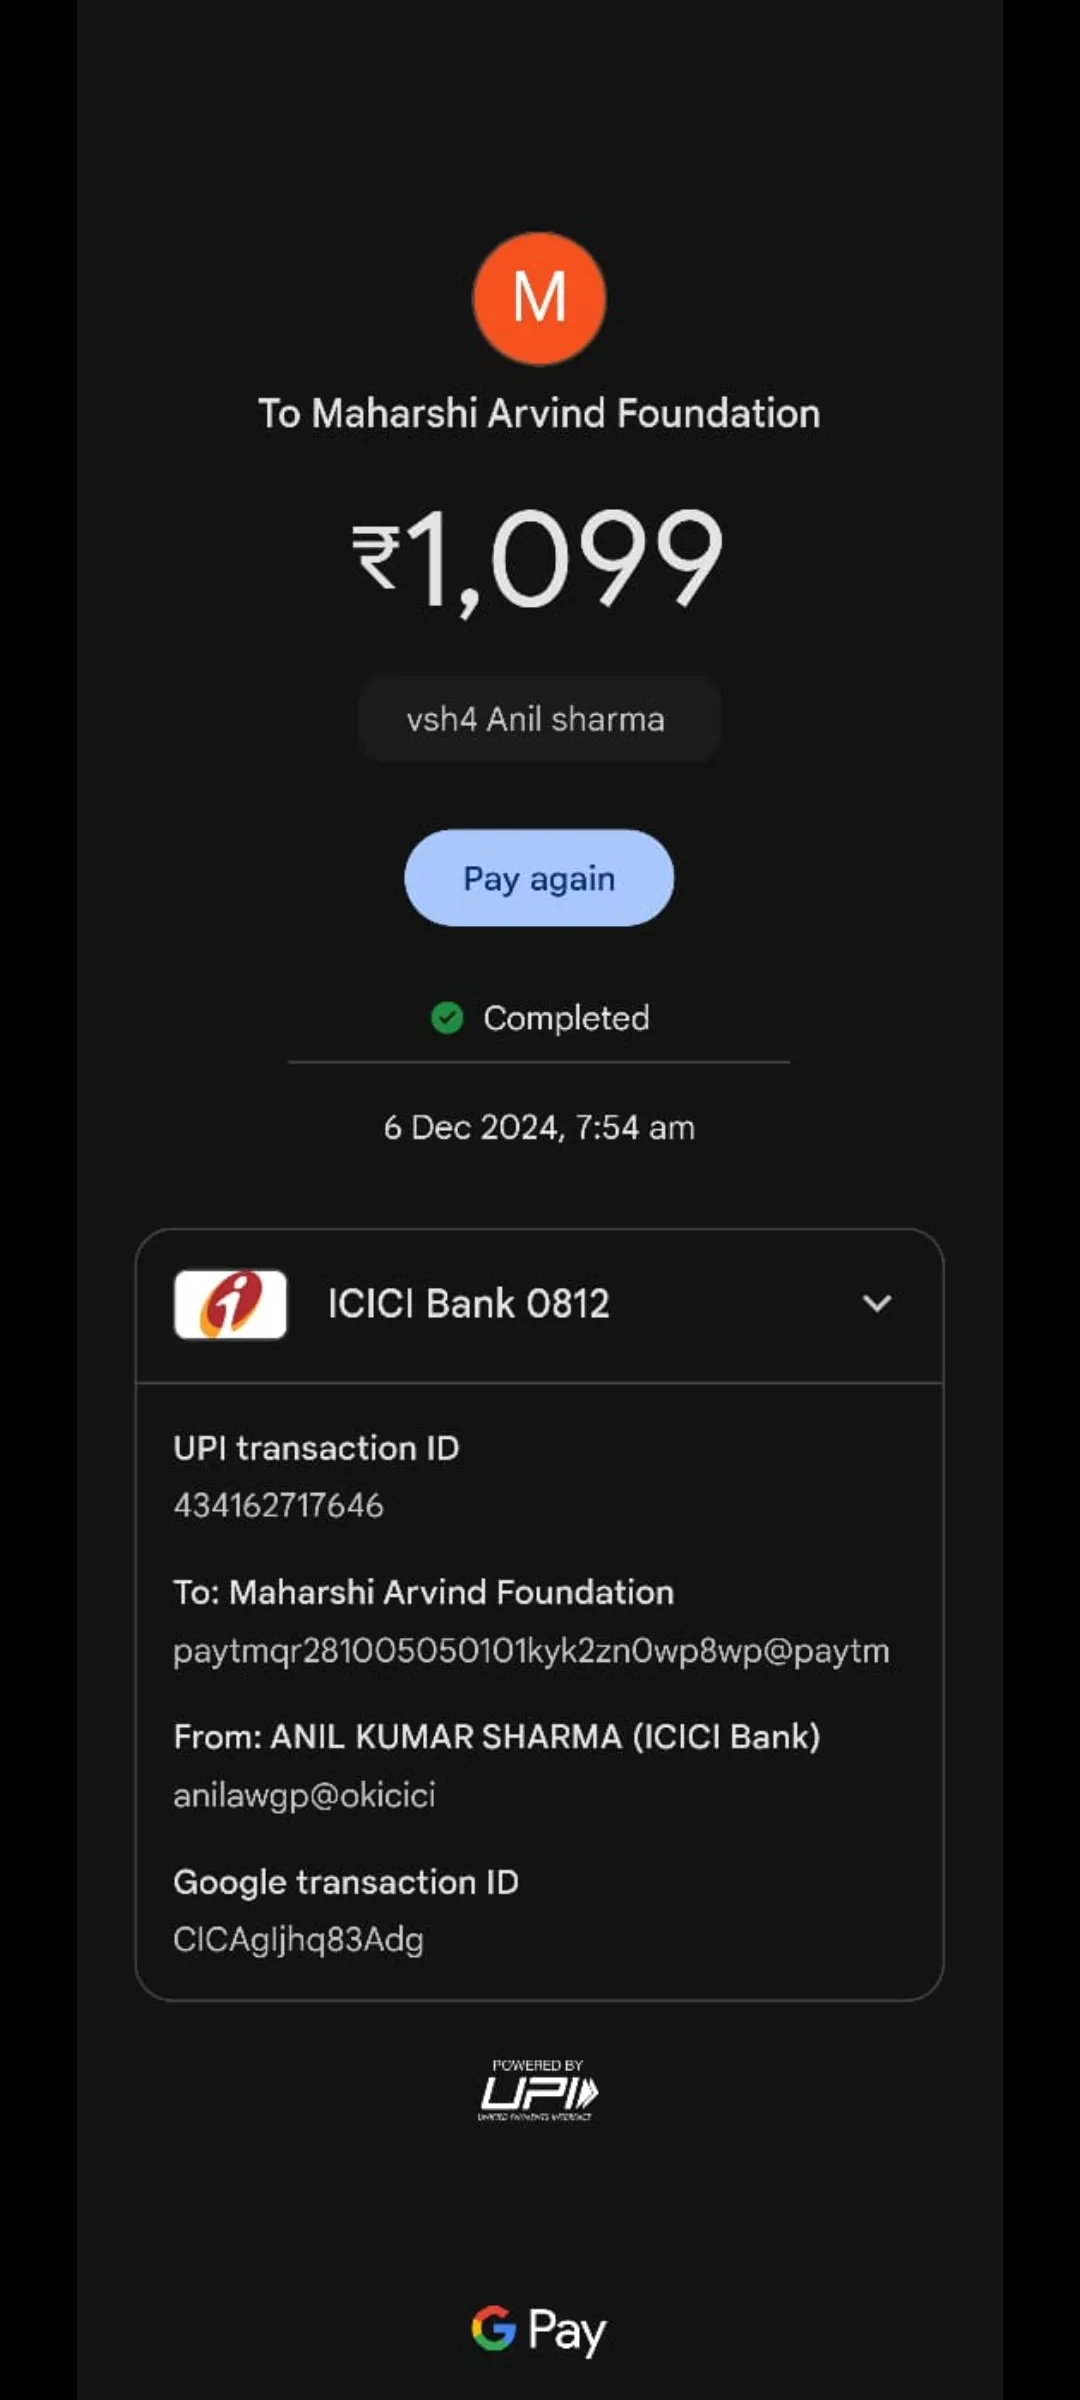 M
To Maharshi Arvind Foundation
₹1,099
vsh4 Anil sharma
Pay again
Completed
6 Dec 2024, 7:54 am
ICICI Bank 0812
UPI transaction ID
434162717646
To: Maharshi Arvind Foundation
paytmqr281005050101kyk2zn0wp8wp@paytm
From: ANIL KUMAR SHARMA (ICICI Bank)
anilawgp@okicici
Google transaction ID
CICAgIjhq83Adg
POWERED BY
UPI
UNIFIED PAYMENTS INTERFACE
G Pay